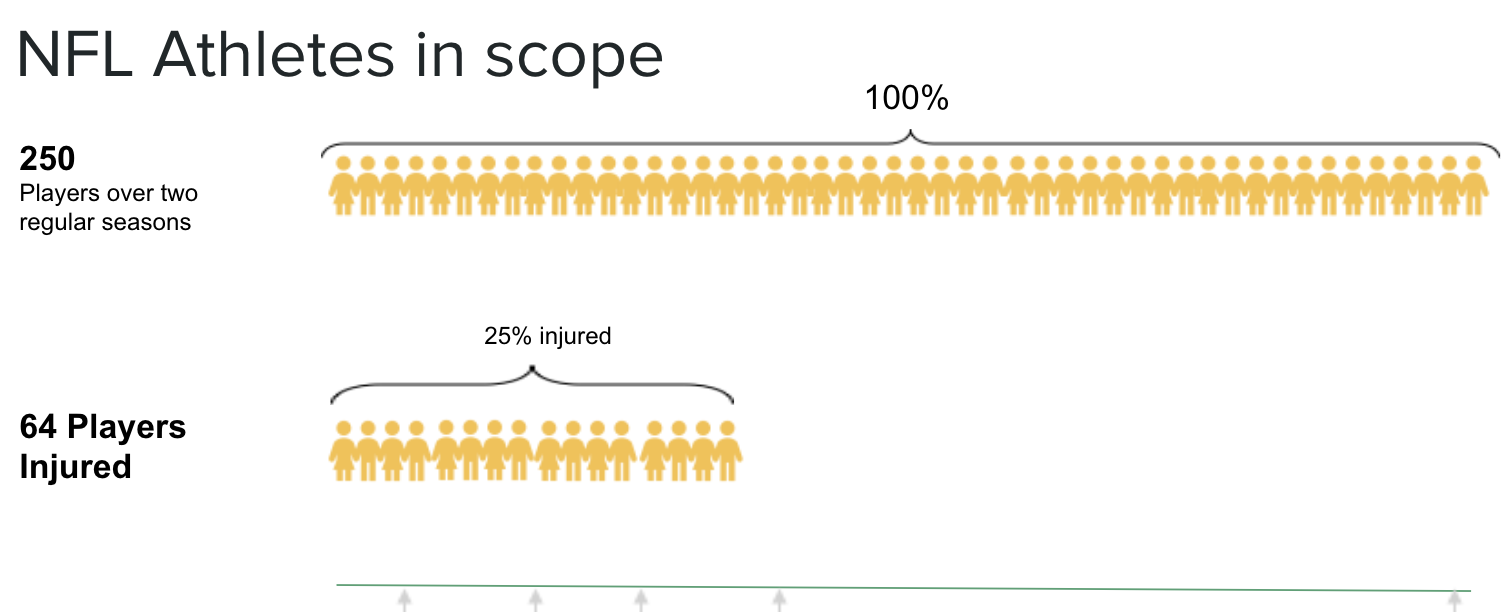 NFL Athletes in scope
100%
250
Players over two
regular seasons
25% injured
64 Players
Injured